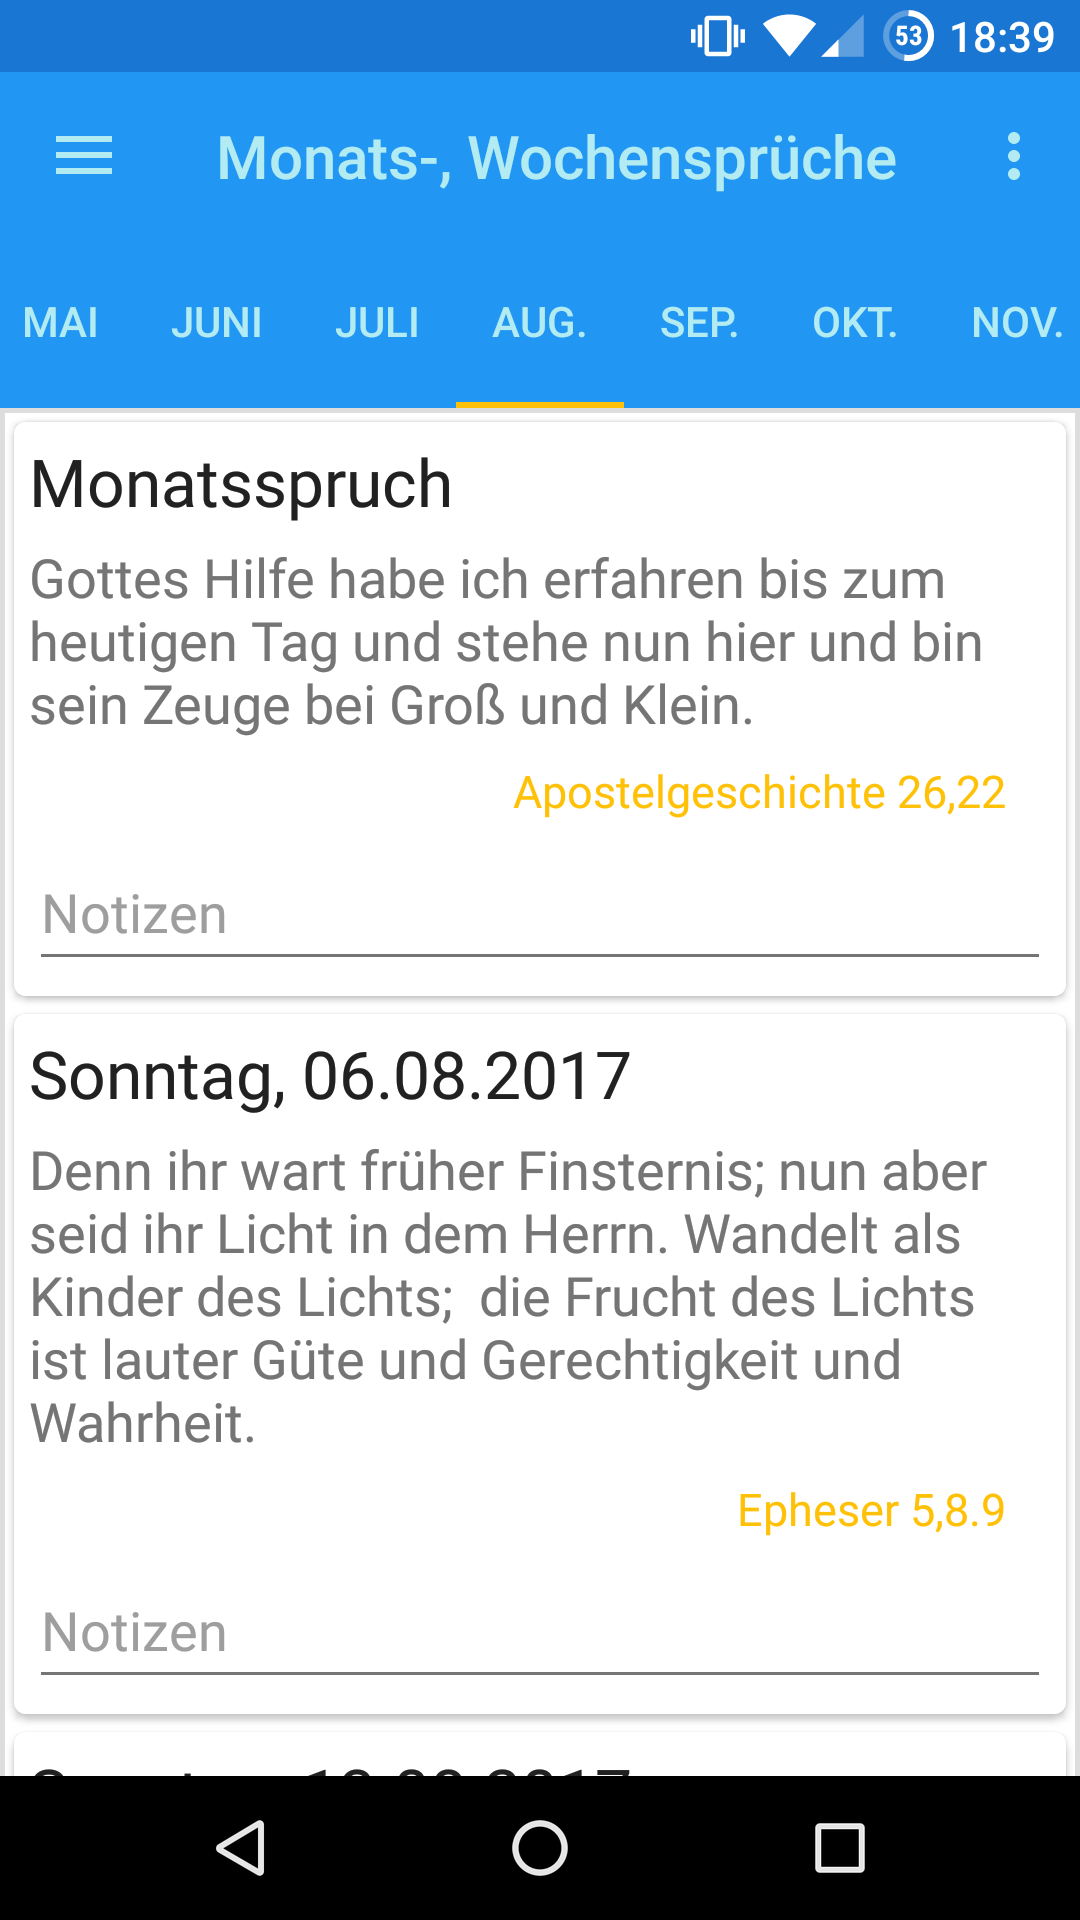 53 18:39
Monats-, Wochensprüche
MAI JUNI JULI AUG. SEP. OKT. NOV.
Monatsspruch
Gottes Hilfe habe ich erfahren bis zum
heutigen Tag und stehe nun hier und bin
sein Zeuge bei Groß und Klein.
Apostelgeschichte 26,22
Notizen
Sonntag, 06.08.2017
Denn ihr wart früher Finsternis; nun aber
seid ihr Licht in dem Herrn. Wandelt als
Kinder des Lichts;  die Frucht des Lichts
ist lauter Güte und Gerechtigkeit und
Wahrheit.
Epheser 5,8.9
Notizen